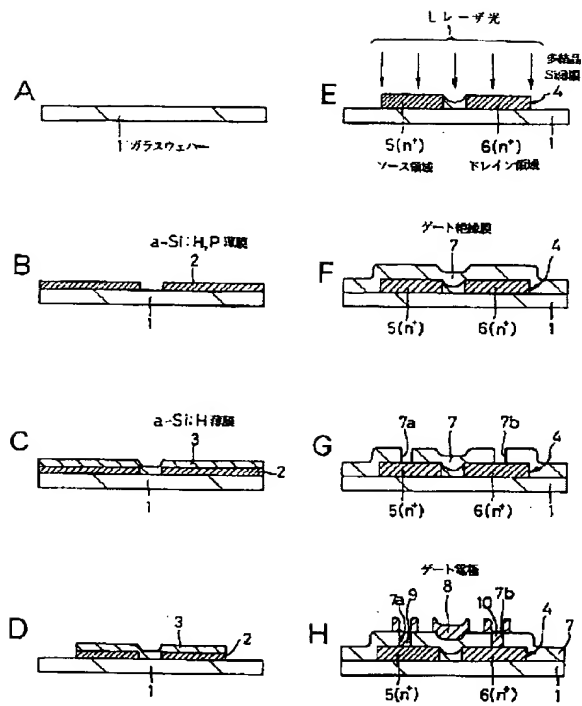 A
1 ガラスウェハー
B
a-Si:H,P 薄膜
2
1
C
a-Si:H 薄膜
3
2
1
D
3
2
1
E
L レーザ光
多結晶
Si薄膜
4
5(n⁺)
ソース領域
6(n⁺)
ドレイン領域
1
F
ゲート絶縁膜
7
4
5(n⁺)
6(n⁺)
1
G
7a
7
7b
4
5(n⁺)
6(n⁺)
1
H
ゲート電極
7a
9
8
10
7b
4
7
5(n⁺)
6(n⁺)
1